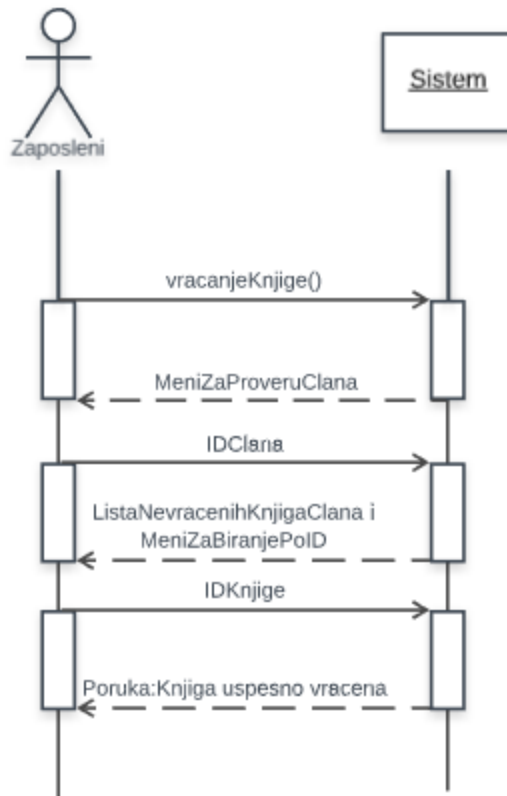 Zaposleni
Sistem
vracanjeKnjige()
MeniZaProveruClana
IDClana
ListaNevracenihKnjigaClana i
MeniZaBiranjePoID
IDKnjige
Poruka:Knjiga uspesno vracena